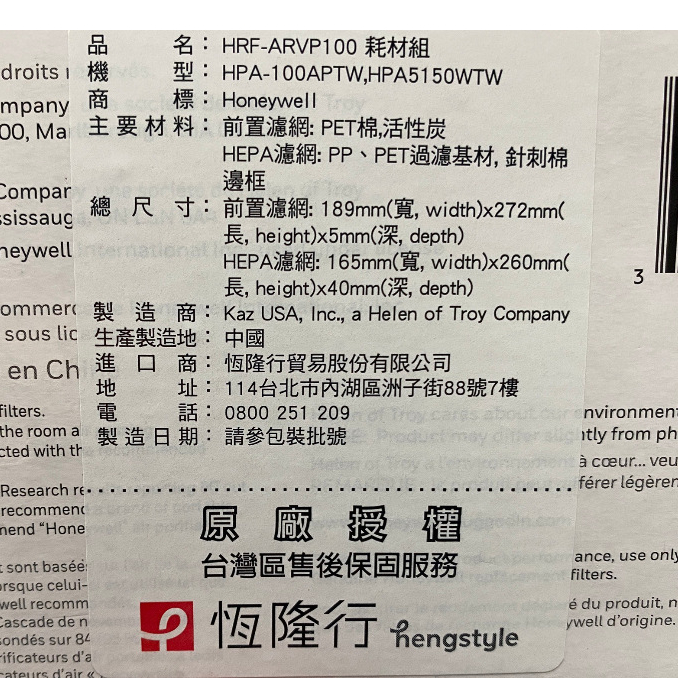 品名：HRF-ARVP100 耗材組
機型：HPA-100APTW,HPA5150WTW
商標：Honeywell
主要材料：前置濾網: PET棉,活性炭
HEPA濾網: PP、PET過濾基材, 針刺棉
邊框
總尺寸：前置濾網: 189mm(寬, width)x272mm(
長, height)x5mm(深, depth)
HEPA濾網: 165mm(寬, width)x260mm(
長, height)x40mm(深, depth)
製造商：Kaz USA, Inc., a Helen of Troy Company
生產製造地：中國
進口商：恆隆行貿易股份有限公司
地址：114台北市內湖區洲子街88號7樓
電話：0800 251 209
製造日期：請參包裝批號
原廠授權
台灣區售後保固服務
恆隆行 hengstyle
droits
mpany
00, Mar
Compan
ssissaug
neywell
sous lic
en Ch
filters.
the room a
cted with th
Research re
recommend
mend "Hone
t sont basée
orsque celui-
well recomm
Cascade de n
ondés sur 84
rificateurs d'a
cateurs d'air «
3
nvironment
tly from ph
à cœur... veu
férer légèren
ance, use only
filters.
é du produit, n
ywell d'origine.